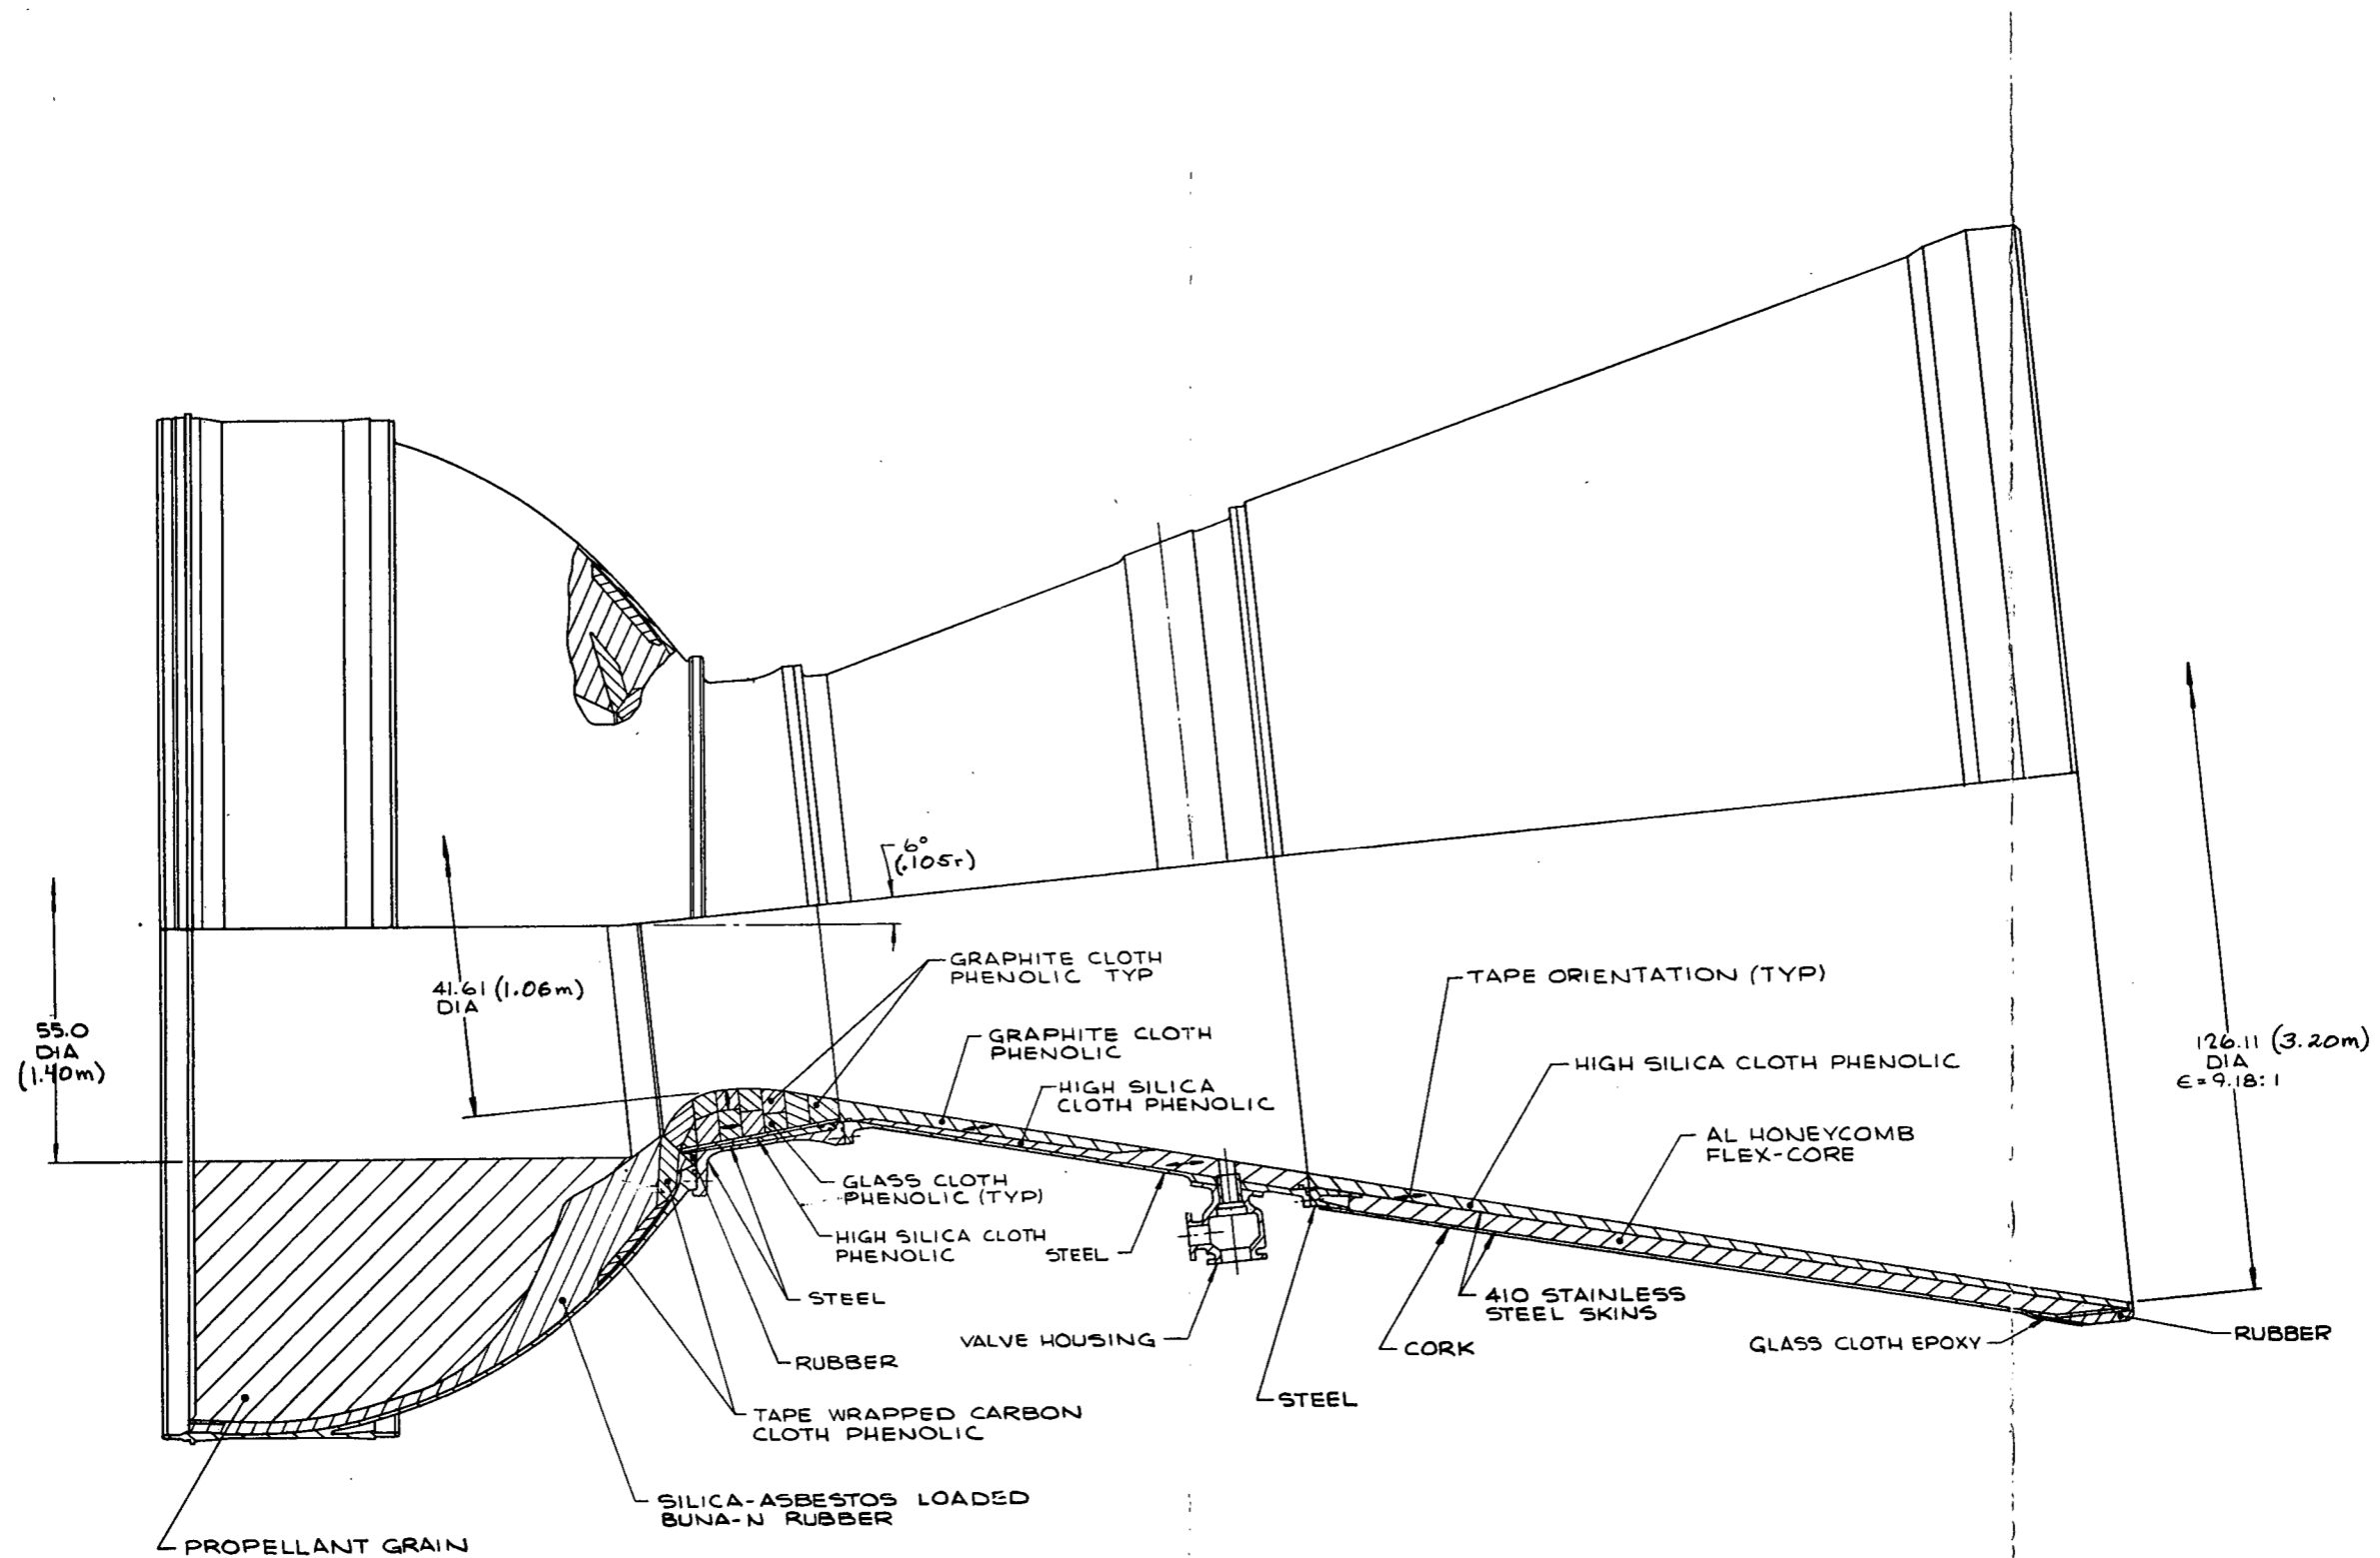 6°
(.105r)
41.61 (1.06m)
DIA
55.0
DIA
(1.40m)
GRAPHITE CLOTH
PHENOLIC TYP
TAPE ORIENTATION (TYP)
GRAPHITE CLOTH
PHENOLIC
HIGH SILICA CLOTH PHENOLIC
126.11 (3.20m)
DIA
ϵ=9.18:1
HIGH SILICA
CLOTH PHENOLIC
AL HONEYCOMB
FLEX-CORE
GLASS CLOTH
PHENOLIC (TYP)
HIGH SILICA CLOTH
PHENOLIC
STEEL
STEEL
410 STAINLESS
STEEL SKINS
VALVE HOUSING
CORK
GLASS CLOTH EPOXY
RUBBER
RUBBER
STEEL
TAPE WRAPPED CARBON
CLOTH PHENOLIC
SILICA-ASBESTOS LOADED
BUNA-N RUBBER
PROPELLANT GRAIN